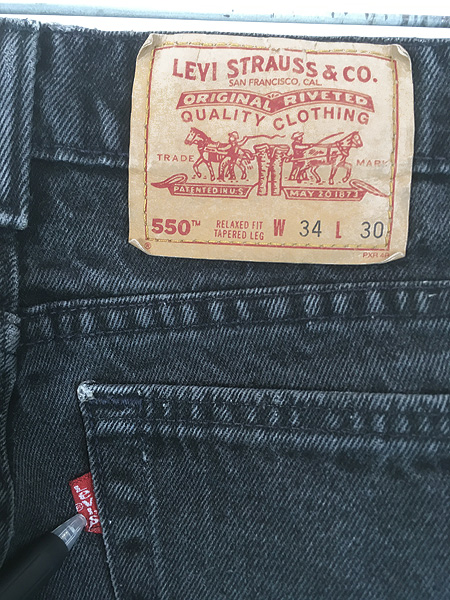 LEVI STRAUSS & CO.
SAN FRANCISCO, CAL.
ORIGINAL RIVETED
QUALITY CLOTHING
TRADE MARK
PATENTED IN U.S. MAY 20 1873
550™ RELAXED FIT TAPERED LEG W 34 L 30
®
LEVI'S
®